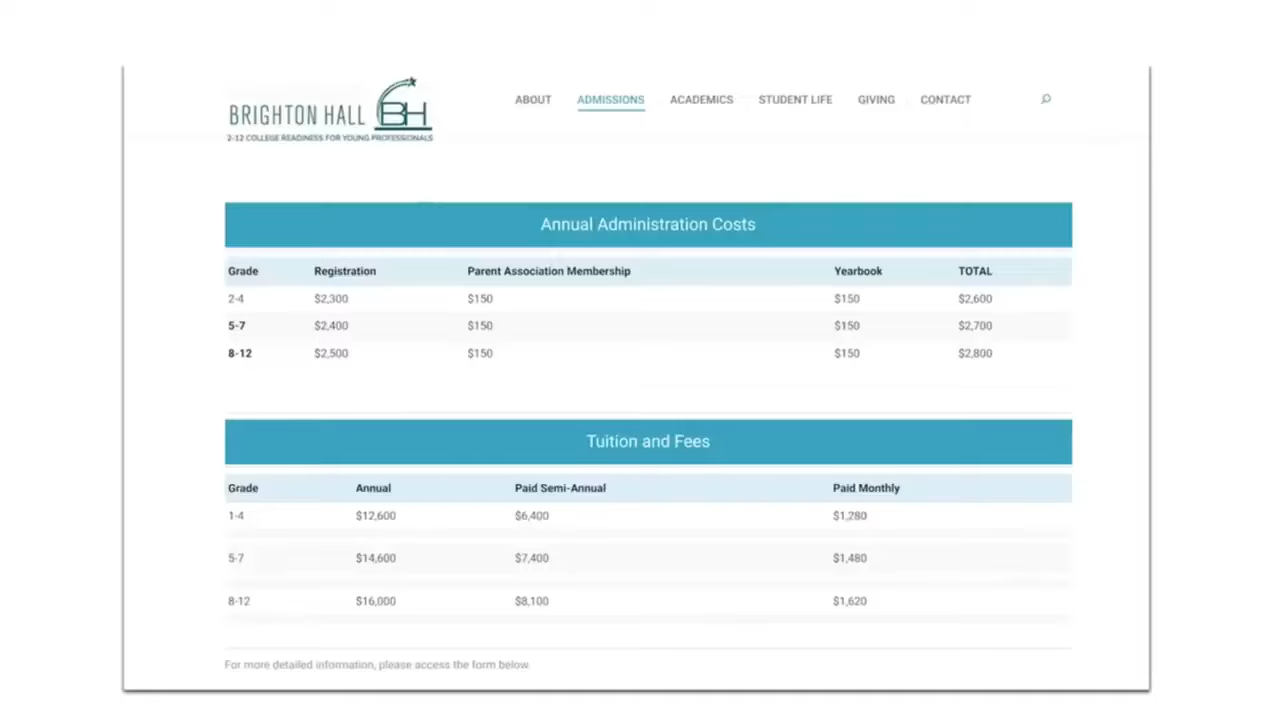 BRIGHTON HALL BH
2-12 COLLEGE READINESS FOR YOUNG PROFESSIONALS
ABOUT ADMISSIONS ACADEMICS STUDENT LIFE GIVING CONTACT
Annual Administration Costs
Grade Registration Parent Association Membership Yearbook TOTAL
2-4 $2,300 $150 $150 $2,600
5-7 $2,400 $150 $150 $2,700
8-12 $2,500 $150 $150 $2,800
Tuition and Fees
Grade Annual Paid Semi-Annual Paid Monthly
1-4 $12,600 $6,400 $1,280
5-7 $14,600 $7,400 $1,480
8-12 $16,000 $8,100 $1,620
For more detailed information, please access the form below.